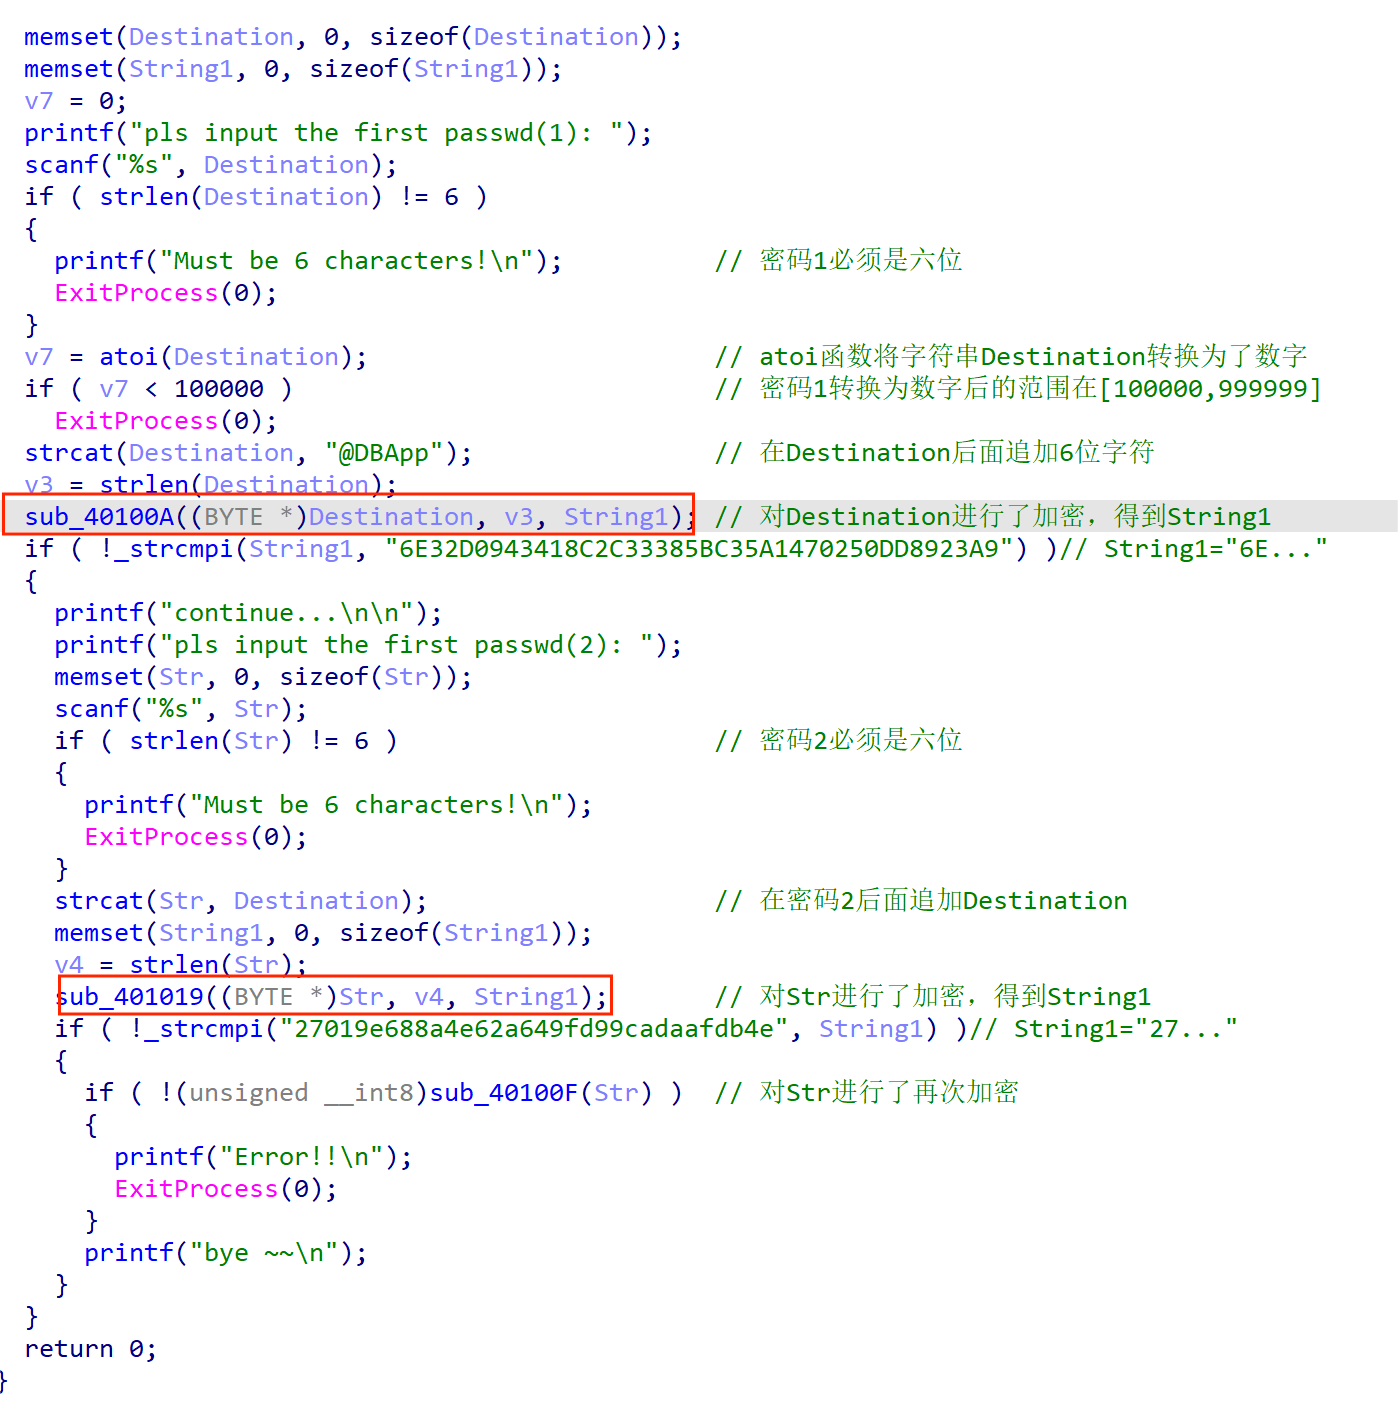 memset(Destination, 0, sizeof(Destination));
memset(String1, 0, sizeof(String1));
v7 = 0;
printf("pls input the first passwd(1): ");
scanf("%s", Destination);
if ( strlen(Destination) != 6 )
{
printf("Must be 6 characters!\n"); // 密码1必须是六位
ExitProcess(0);
}
v7 = atoi(Destination); // atoi函数将字符串Destination转换为了数字
if ( v7 < 100000 ) // 密码1转换为数字后的范围在[100000,999999]
ExitProcess(0);
strcat(Destination, "@DBApp"); // 在Destination后面追加6位字符
v3 = strlen(Destination);
sub_40100A((BYTE *)Destination, v3, String1); // 对Destination进行了加密，得到String1
if ( !_strcmpi(String1, "6E32D0943418C2C33385BC35A1470250DD8923A9") )// String1="6E..."
{
printf("continue...\n\n");
printf("pls input the first passwd(2): ");
memset(Str, 0, sizeof(Str));
scanf("%s", Str);
if ( strlen(Str) != 6 ) // 密码2必须是六位
{
printf("Must be 6 characters!\n");
ExitProcess(0);
}
strcat(Str, Destination); // 在密码2后面追加Destination
memset(String1, 0, sizeof(String1));
v4 = strlen(Str);
sub_401019((BYTE *)Str, v4, String1); // 对Str进行了加密，得到String1
if ( !_strcmpi("27019e688a4e62a649fd99cadaafdb4e", String1) )// String1="27..."
{
if ( !(unsigned __int8)sub_40100F(Str) ) // 对Str进行了再次加密
{
printf("Error!!\n");
ExitProcess(0);
}
printf("bye ~~\n");
}
}
return 0;
}